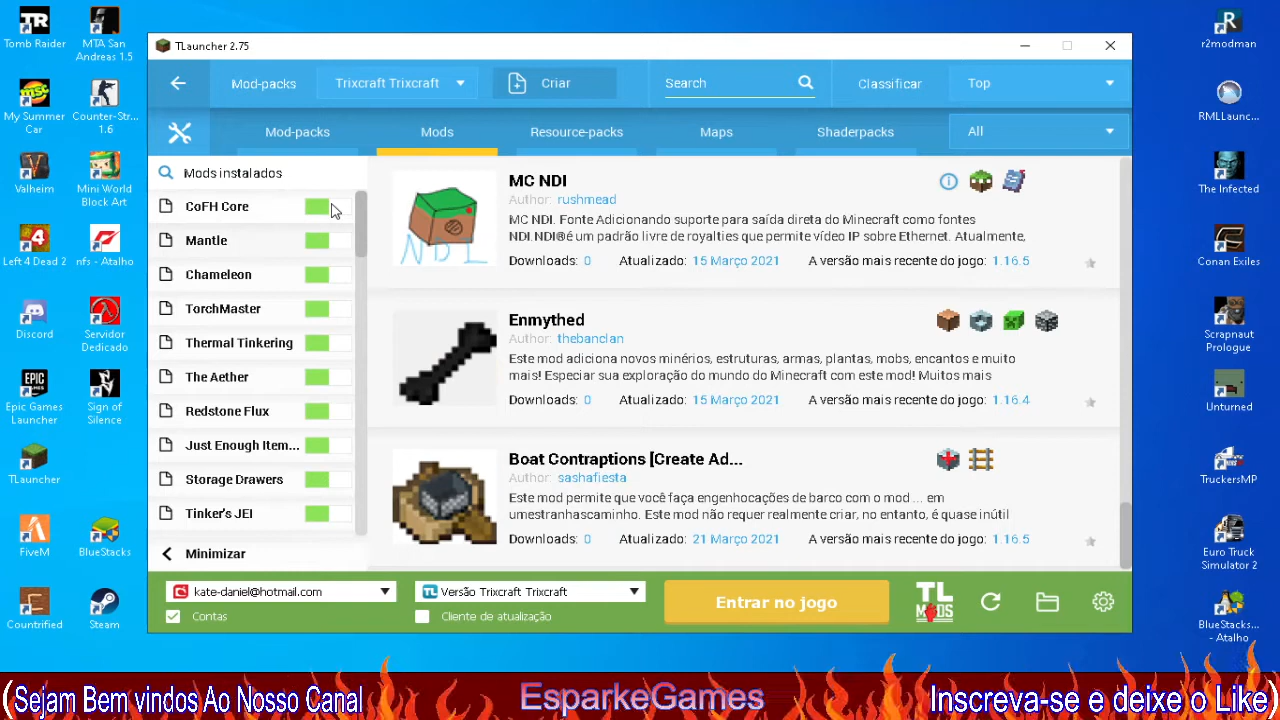 Tomb Raider
MTA San
Andreas 1.5
My Summer
Car
Counter-Str...
1.6
Valheim
Mini World
Block Art
Left 4 Dead 2
nfs - Atalho
Discord
Servidor
Dedicado
Epic Games
Launcher
Sign of
Silence
TLauncher
FiveM
BlueStacks
Countrified
Steam
TLauncher 2.75
Mod-packs
Trixcraft Trixcraft
Criar
Search
Classificar
Top
Mod-packs
Mods
Resource-packs
Maps
Shaderpacks
All
Mods instalados
CoFH Core
Mantle
Chameleon
TorchMaster
Thermal Tinkering
The Aether
Redstone Flux
Just Enough Item...
Storage Drawers
Tinker's JEI
Minimizar
NDI
MC NDI
Author: rushmead
MC NDI. Fonte Adicionando suporte para saída direta do Minecraft como fontes
NDI.NDI®é um padrão livre de royalties que permite vídeo IP sobre Ethernet. Atualmente,
Downloads: 0 Atualizado: 15 Março 2021 A versão mais recente do jogo: 1.16.5
Enmythed
Author: thebanclan
Este mod adiciona novos minérios, estruturas, armas, plantas, mobs, encantos e muito
mais! Especiar sua exploração do mundo do Minecraft com este mod! Muitos mais
Downloads: 0 Atualizado: 15 Março 2021 A versão mais recente do jogo: 1.16.4
Boat Contraptions [Create Ad...
Author: sashafiesta
Este mod permite que você faça engenhocações de barco com o mod ... em
umestranhascaminho. Este mod não requer realmente criar, no entanto, é quase inútil
Downloads: 0 Atualizado: 21 Março 2021 A versão mais recente do jogo: 1.16.5
kate-daniel@hotmail.com
Contas
TL Versão Trixcraft Trixcraft
Cliente de atualização
Entrar no jogo
TL
MODS
r2modman
RMLLaunc...
The Infected
Conan Exiles
Scrapnaut
Prologue
Unturned
TruckersMP
Euro Truck
Simulator 2
BlueStacks...
- Atalho
(Sejam Bem vindos Ao Nosso Canal
EsparkeGames
Inscreva-se e deixe o Like)